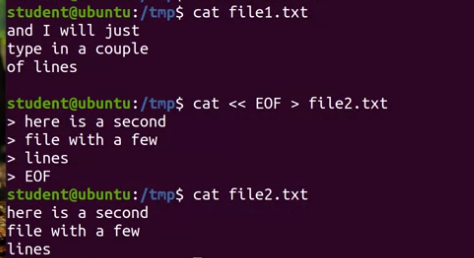 student@ubuntu:/tmp$ cat file1.txt
and I will just
type in a couple
of lines

student@ubuntu:/tmp$ cat << EOF > file2.txt
> here is a second
> file with a few
> lines
> EOF
student@ubuntu:/tmp$ cat file2.txt
here is a second
file with a few
lines